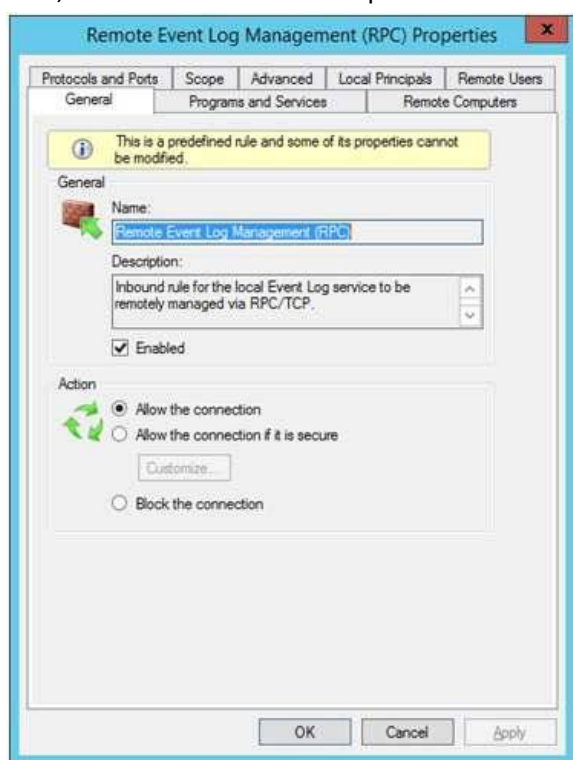 Remote Event Log Management (RPC) Properties
x
Protocols and Ports Scope Advanced Local Principals Remote Users
General Programs and Services Remote Computers
This is a predefined rule and some of its properties cannot
be modified.
General
Name:
Remote Event Log Management (RPC)
Description:
Inbound rule for the local Event Log service to be
remotely managed via RPC/TCP.
Enabled
Action
Allow the connection
Allow the connection if it is secure
Customize...
Block the connection
OK Cancel Apply